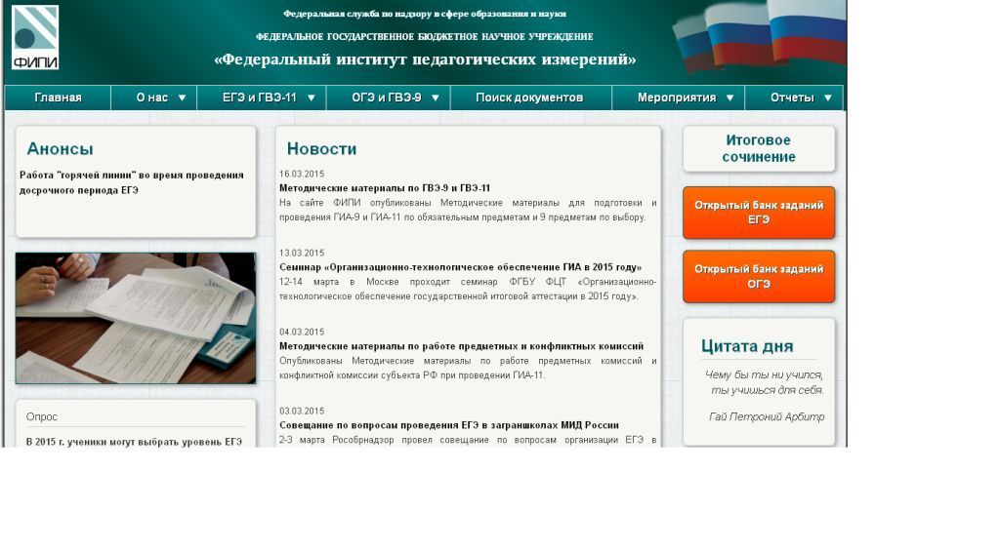 Федеральная служба по надзору в сфере образования и науки
ФЕДЕРАЛЬНОЕ ГОСУДАРСТВЕННОЕ БЮДЖЕТНОЕ НАУЧНОЕ УЧРЕЖДЕНИЕ
«Федеральный институт педагогических измерений»
ФИПИ
Главная
О нас
ЕГЭ и ГВЭ-11
ОГЭ и ГВЭ-9
Поиск документов
Мероприятия
Отчеты
Анонсы
Работа "горячей линии" во время проведения
досрочного периода ЕГЭ
Опрос
В 2015 г. ученики могут выбрать уровень ЕГЭ
Новости
16.03.2015
Методические материалы по ГВЭ-9 и ГВЭ-11
На сайте ФИПИ опубликованы Методические материалы для подготовки и
проведения ГИА-9 и ГИА-11 по обязательным предметам и 9 предметам по выбору.
13.03.2015
Семинар «Организационно-технологическое обеспечение ГИА в 2015 году»
12-14 марта в Москве проходит семинар ФГБУ ФЦТ «Организационно-
технологическое обеспечение государственной итоговой аттестации в 2015 году».
04.03.2015
Методические материалы по работе предметных и конфликтных комиссий
Опубликованы Методические материалы по работе предметных комиссий и
конфликтной комиссии субъекта РФ при проведении ГИА-11.
03.03.2015
Совещание по вопросам проведения ЕГЭ в заграншколах МИД России
2-3 марта Рособрнадзор провел совещание по вопросам организации ЕГЭ в
Итоговое
сочинение
Открытый банк заданий
ЕГЭ
Открытый банк заданий
ОГЭ
Цитата дня
Чему бы ты ни учился,
ты учишься для себя.
Гай Петроний Арбитр